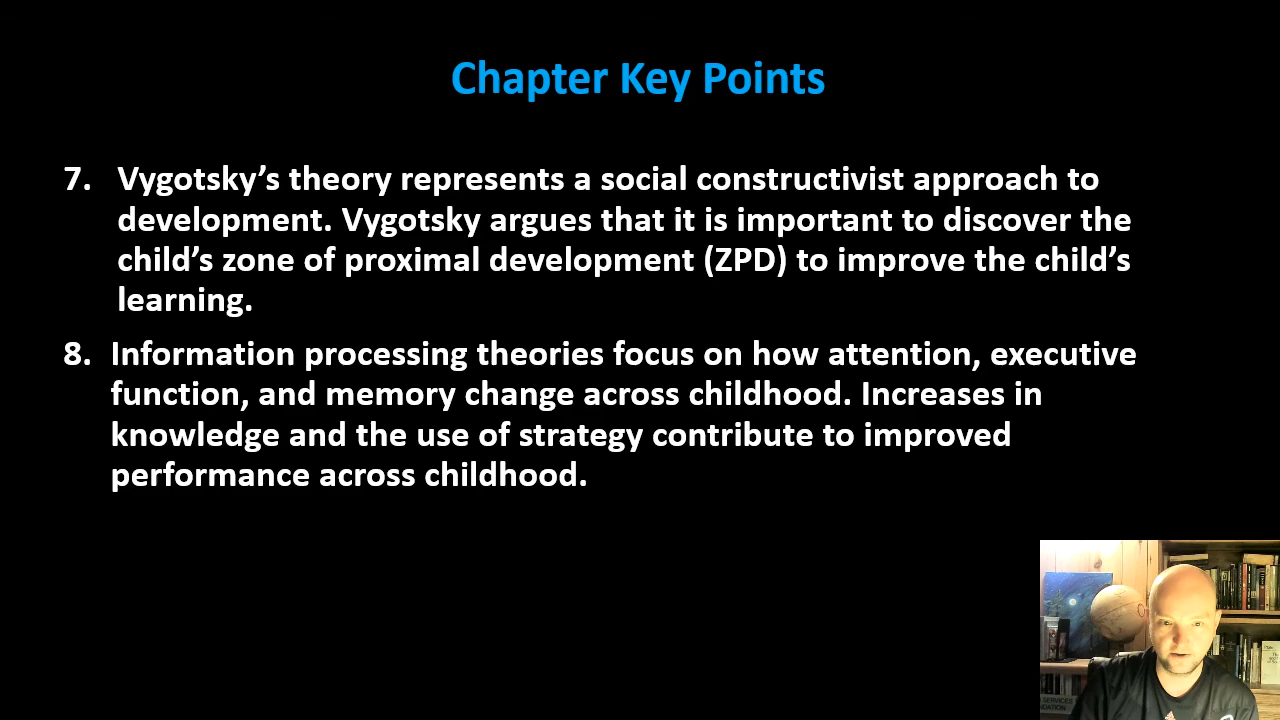 Chapter Key Points
7. Vygotsky’s theory represents a social constructivist approach to
development. Vygotsky argues that it is important to discover the
child’s zone of proximal development (ZPD) to improve the child’s
learning.
8. Information processing theories focus on how attention, executive
function, and memory change across childhood. Increases in
knowledge and the use of strategy contribute to improved
performance across childhood.